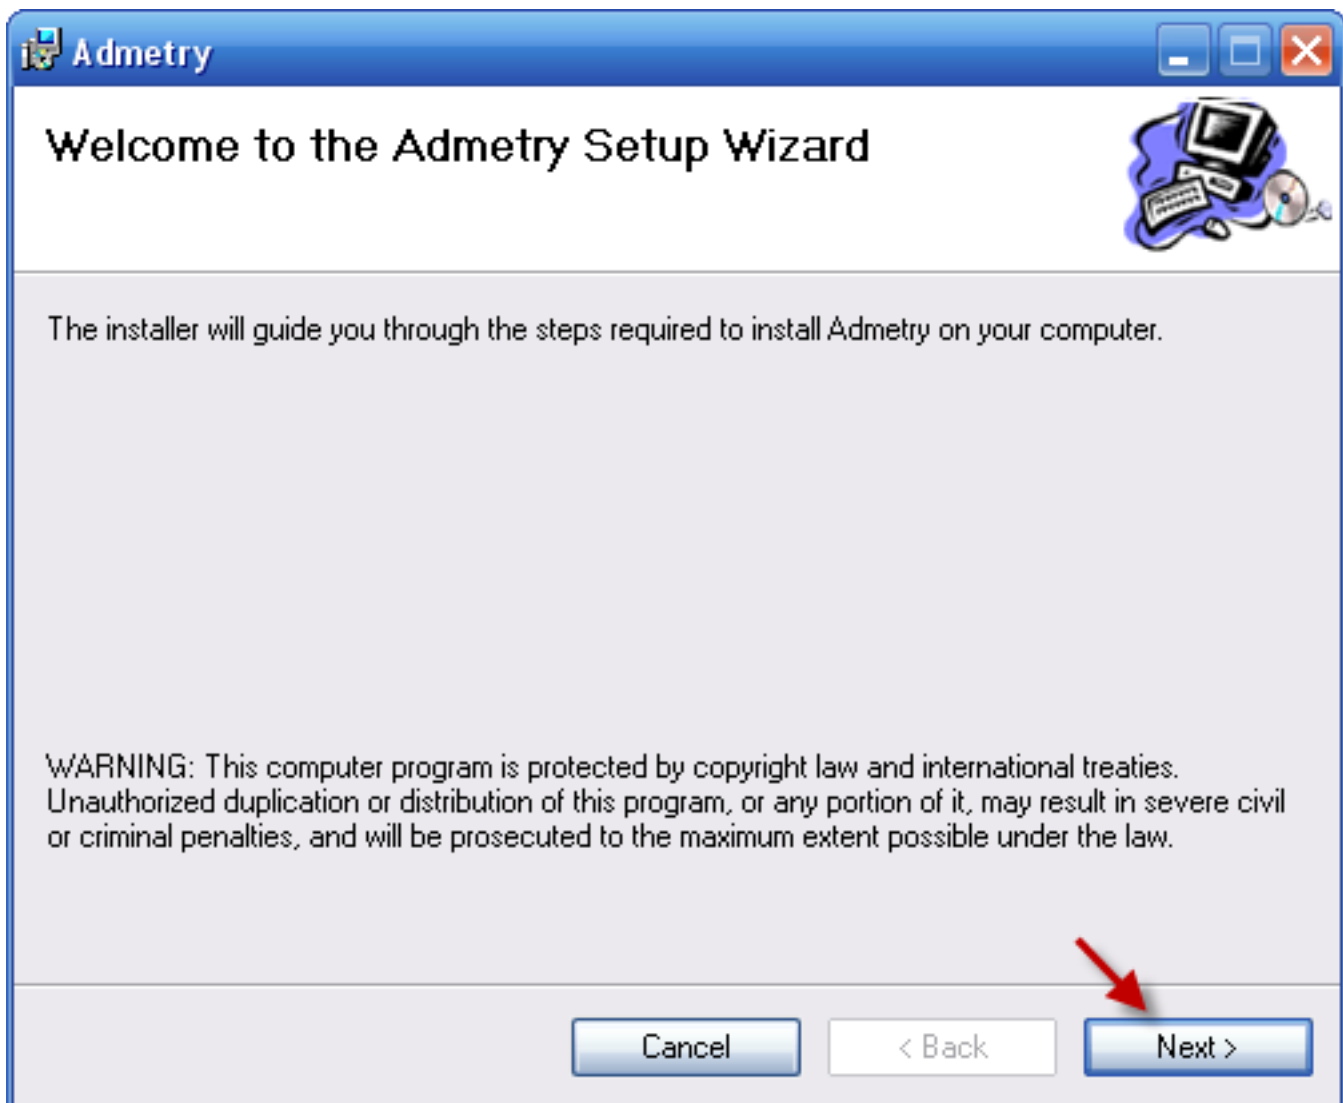 Admetry
Welcome to the Admetry Setup Wizard
The installer will guide you through the steps required to install Admetry on your computer.
WARNING: This computer program is protected by copyright law and international treaties.
Unauthorized duplication or distribution of this program, or any portion of it, may result in severe civil
or criminal penalties, and will be prosecuted to the maximum extent possible under the law.
Cancel
< Back
Next >